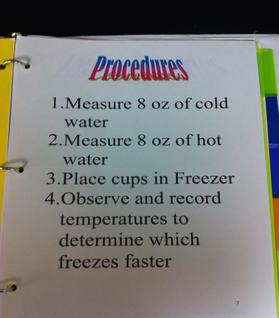 Procedures
1.Measure 8 oz of cold
water
2.Measure 8 oz of hot
water
3.Place cups in Freezer
4.Observe and record
temperatures to
determine which
freezes faster
7